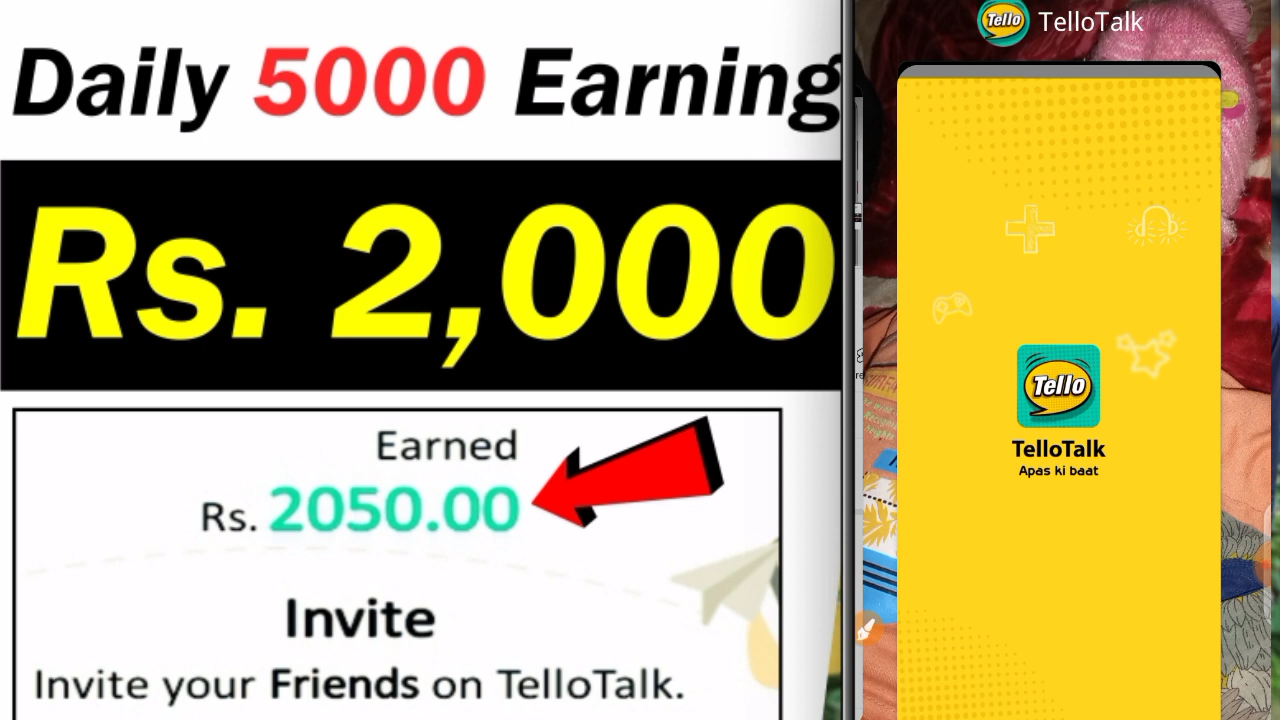 Daily 5000 Earning
Rs. 2,000
Earned
Rs. 2050.00
Invite
Invite your Friends on TelloTalk.
Tello TelloTalk
Tello
TelloTalk
Apas ki baat